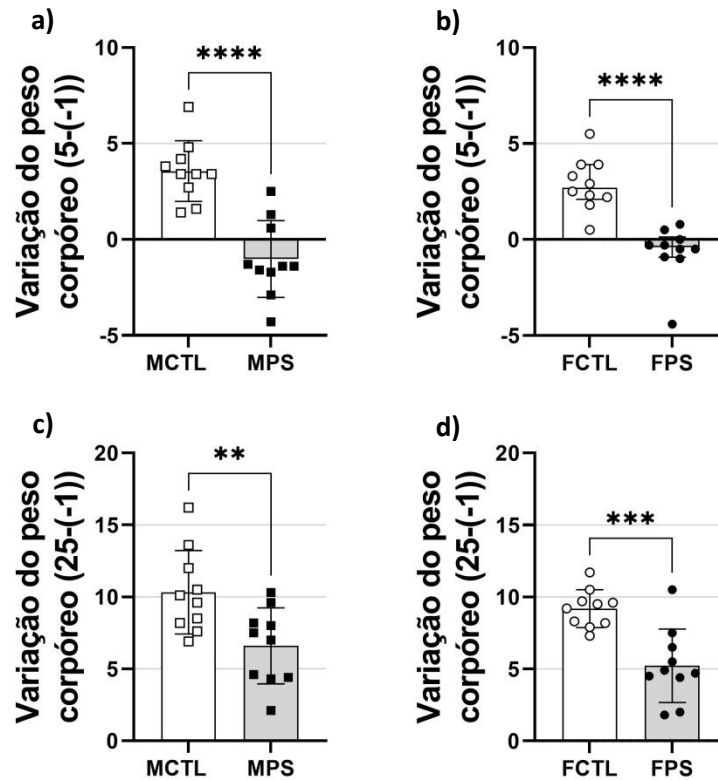 a)
Variação do peso
corpóreo (5-(-1))
10
5
0
-5
****
MCTL MPS
b)
Variação do peso
corpóreo (5-(-1))
10
5
0
-5
****
FCTL FPS
c)
Variação do peso
corpóreo (25-(-1))
20
15
10
5
0
**
MCTL MPS
d)
Variação do peso
corpóreo (25-(-1))
20
15
10
5
0
***
FCTL FPS